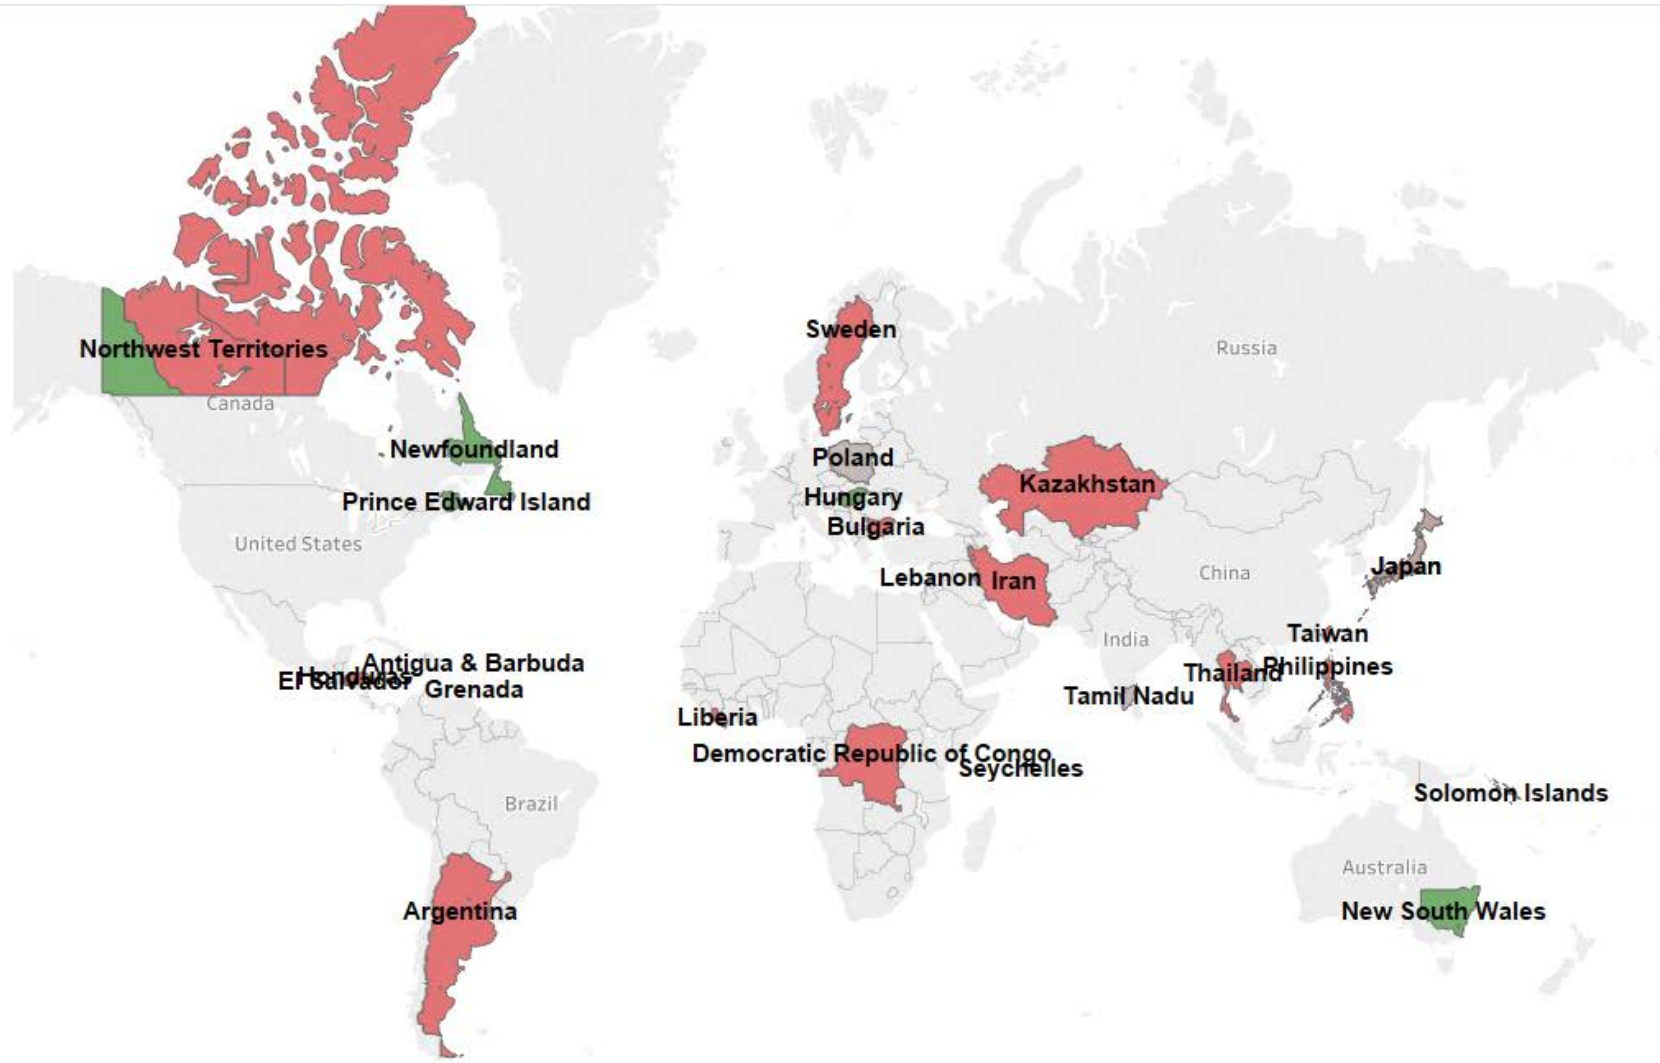 Sweden
Russia
Northwest Territories
Canada
Newfoundland
Poland
Kazakhstan
Hungary
Prince Edward Island
Bulgaria
United States
Japan
China
Lebanon
Iran
Taiwan
India
Antigua & Barbuda
Philippines
Thailand
Honduras
El Salvador
Grenada
Tamil Nadu
Liberia
Democratic Republic of Congo
Seychelles
Solomon Islands
Brazil
Australia
Argentina
New South Wales